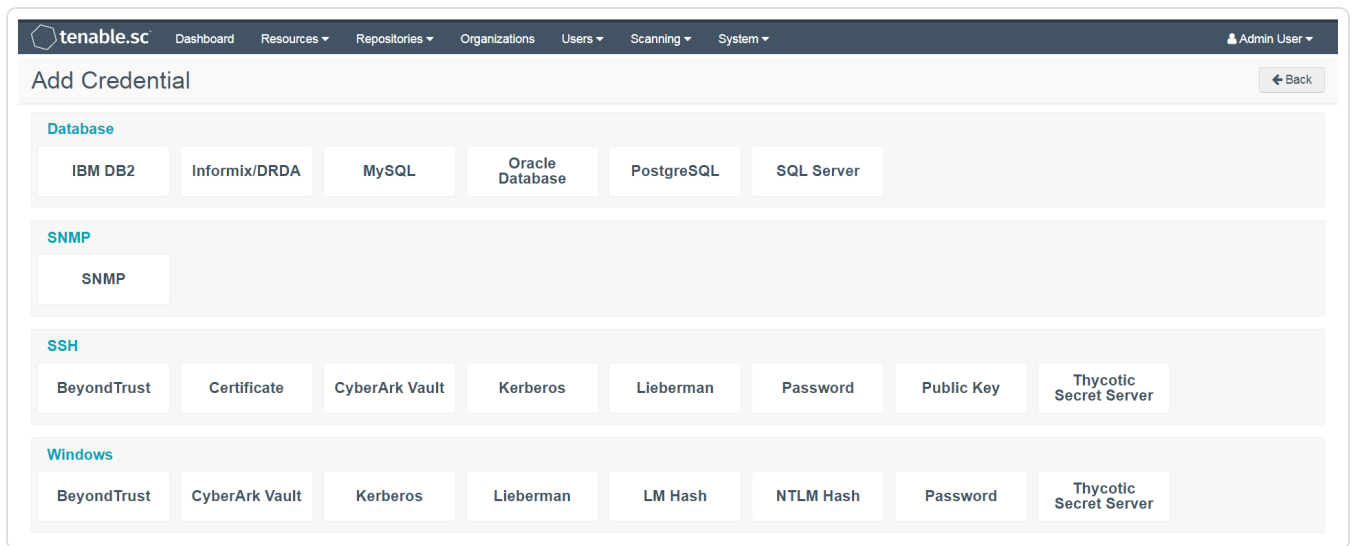 tenable.sc Dashboard Resources Repositories Organizations Users Scanning System Admin User
Add Credential Back
Database
IBM DB2 Informix/DRDA MySQL Oracle Database PostgreSQL SQL Server
SNMP
SNMP
SSH
BeyondTrust Certificate CyberArk Vault Kerberos Lieberman Password Public Key Thycotic Secret Server
Windows
BeyondTrust CyberArk Vault Kerberos Lieberman LM Hash NTLM Hash Password Thycotic Secret Server